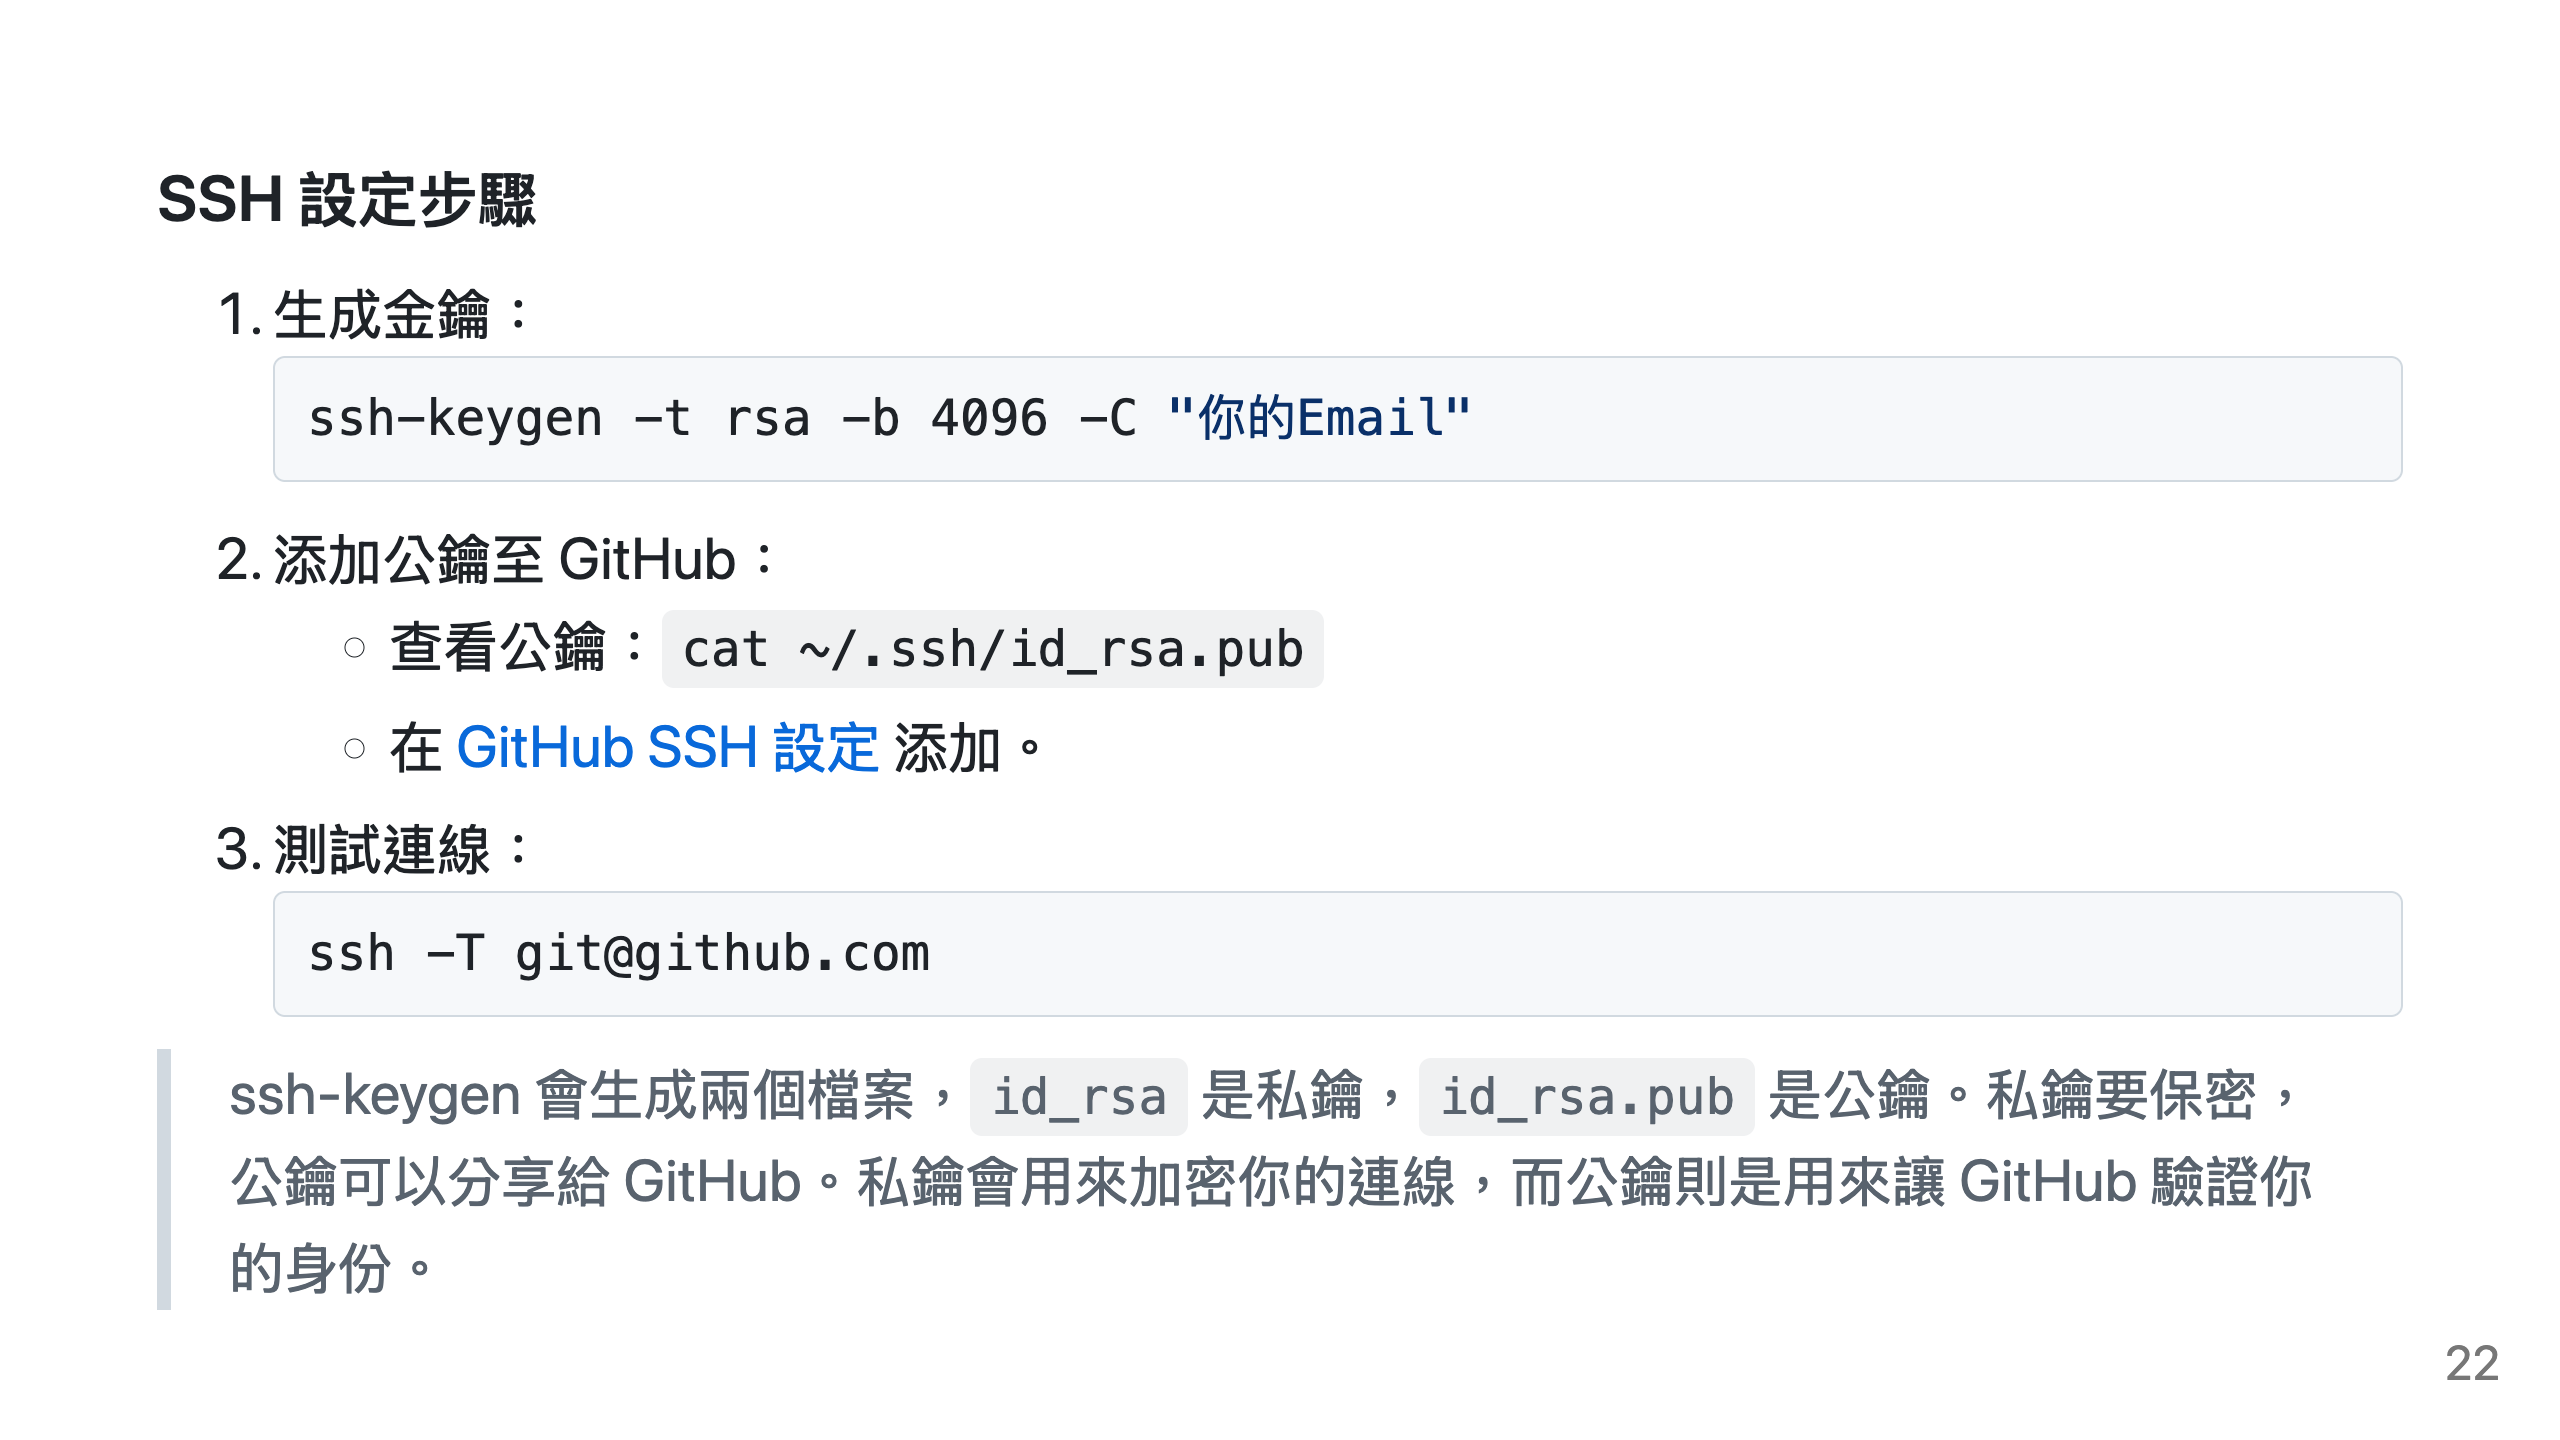 SSH 設定步驟
1. 生成金鑰：
ssh-keygen -t rsa -b 4096 -C "你的Email"
2. 添加公鑰至 GitHub：
○ 查看公鑰： cat ~/.ssh/id_rsa.pub
○ 在 GitHub SSH 設定 添加。
3. 測試連線：
ssh -T git@github.com
ssh-keygen 會生成兩個檔案， id_rsa 是私鑰， id_rsa.pub 是公鑰。私鑰要保密，
公鑰可以分享給 GitHub。私鑰會用來加密你的連線，而公鑰則是用來讓 GitHub 驗證你
的身份。
22